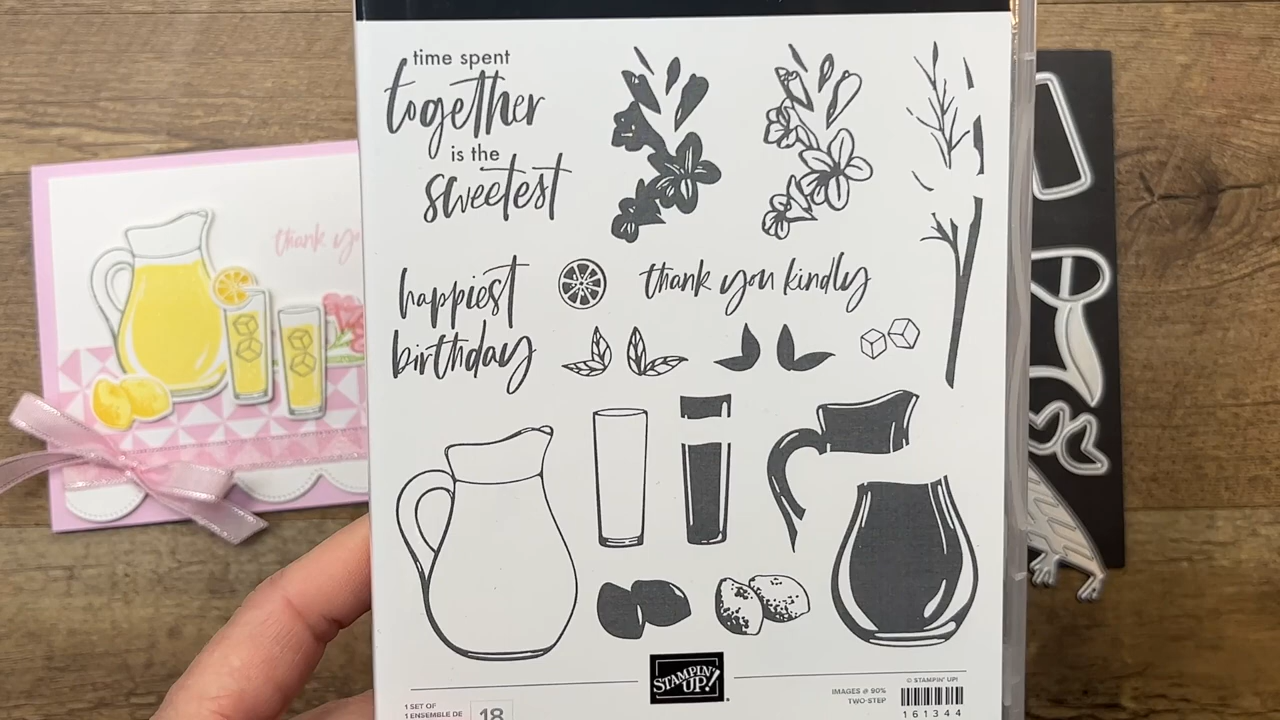 time spent
together
is the
sweetest
happiest
birthday
thank you kindly
thank yo
STAMPIN'
UP!
© STAMPIN' UP!
IMAGES @ 90%
TWO-STEP
161344
1 SET OF
1 ENSEMBLE DE
18